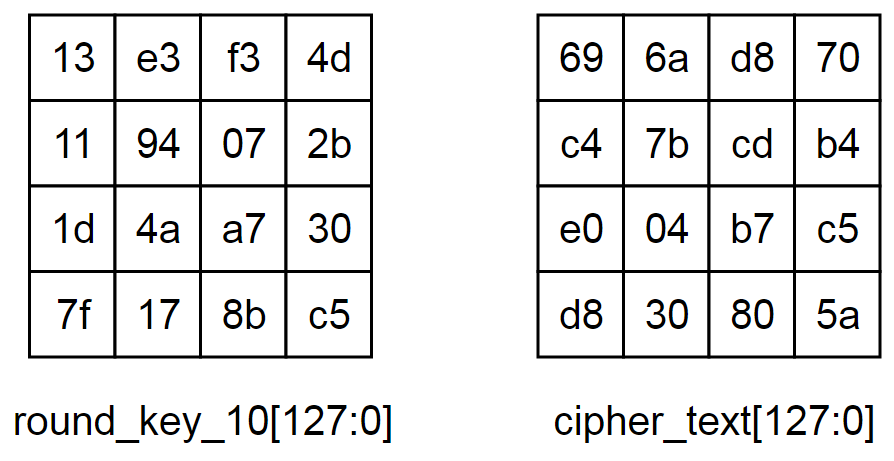 13 e3 f3 4d 69 6a d8 70
11 94 07 2b c4 7b cd b4
1d 4a a7 30 e0 04 b7 c5
7f 17 8b c5 d8 30 80 5a
round_key_10[127:0] cipher_text[127:0]